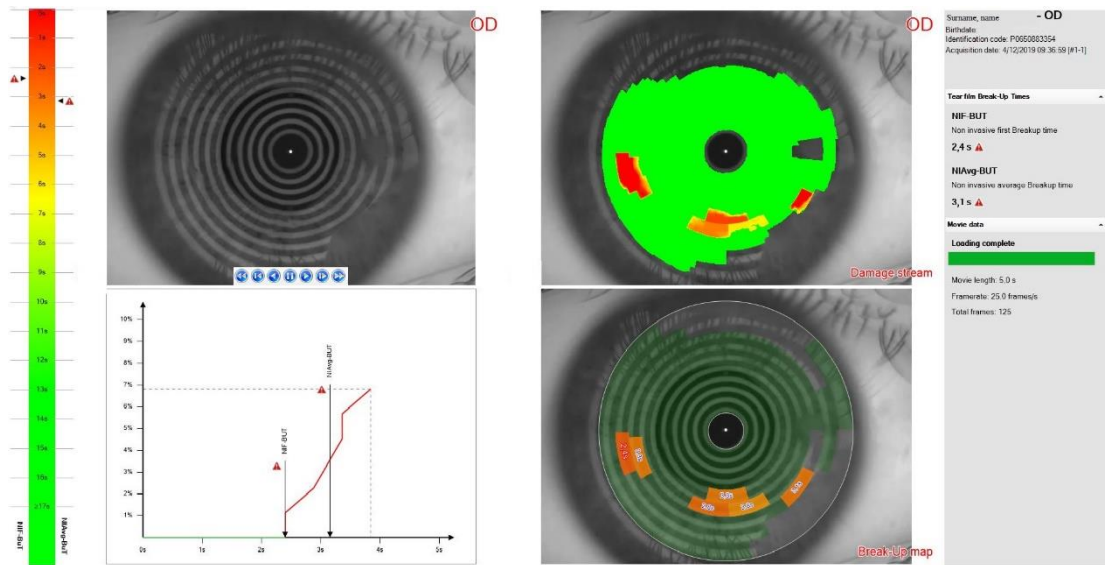 0s
1s
2s
3s
4s
5s
6s
7s
8s
9s
10s
11s
12s
13s
14s
15s
16s
≥17s
NIF-BuT
NIAvg-BuT
OD
10%
9%
8%
7%
6%
5%
4%
3%
2%
1%
NIF-BUT
NIAvg-BUT
0s
1s
2s
3s
4s
5s
OD
Damage stream
2,4s
Break-Up map
Surname, name - OD
Birthdate:
Identification code: P0650883354
Acquisition date: 4/12/2019 09:36:59 [#1-1]
Tear film Break-Up Times
NIF-BUT
Non invasive first Breakup time
2,4 s
NIAvg-BUT
Non invasive average Breakup time
3,1 s
Movie data
Loading complete
Movie length: 5,0 s
Framerate: 25,0 frames/s
Total frames: 125